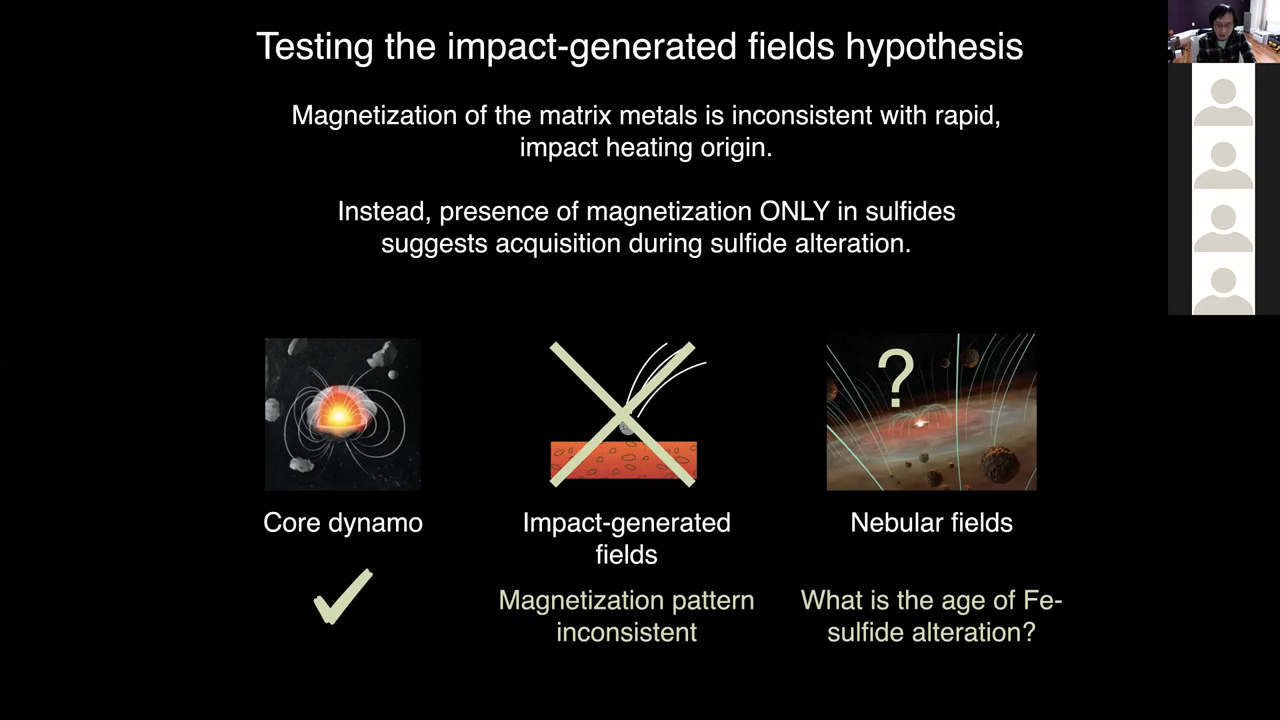 Testing the impact-generated fields hypothesis
Magnetization of the matrix metals is inconsistent with rapid,
impact heating origin.
Instead, presence of magnetization ONLY in sulfides
suggests acquisition during sulfide alteration.
?
Core dynamo
Impact-generated
fields
Nebular fields
Magnetization pattern
inconsistent
What is the age of Fe-
sulfide alteration?